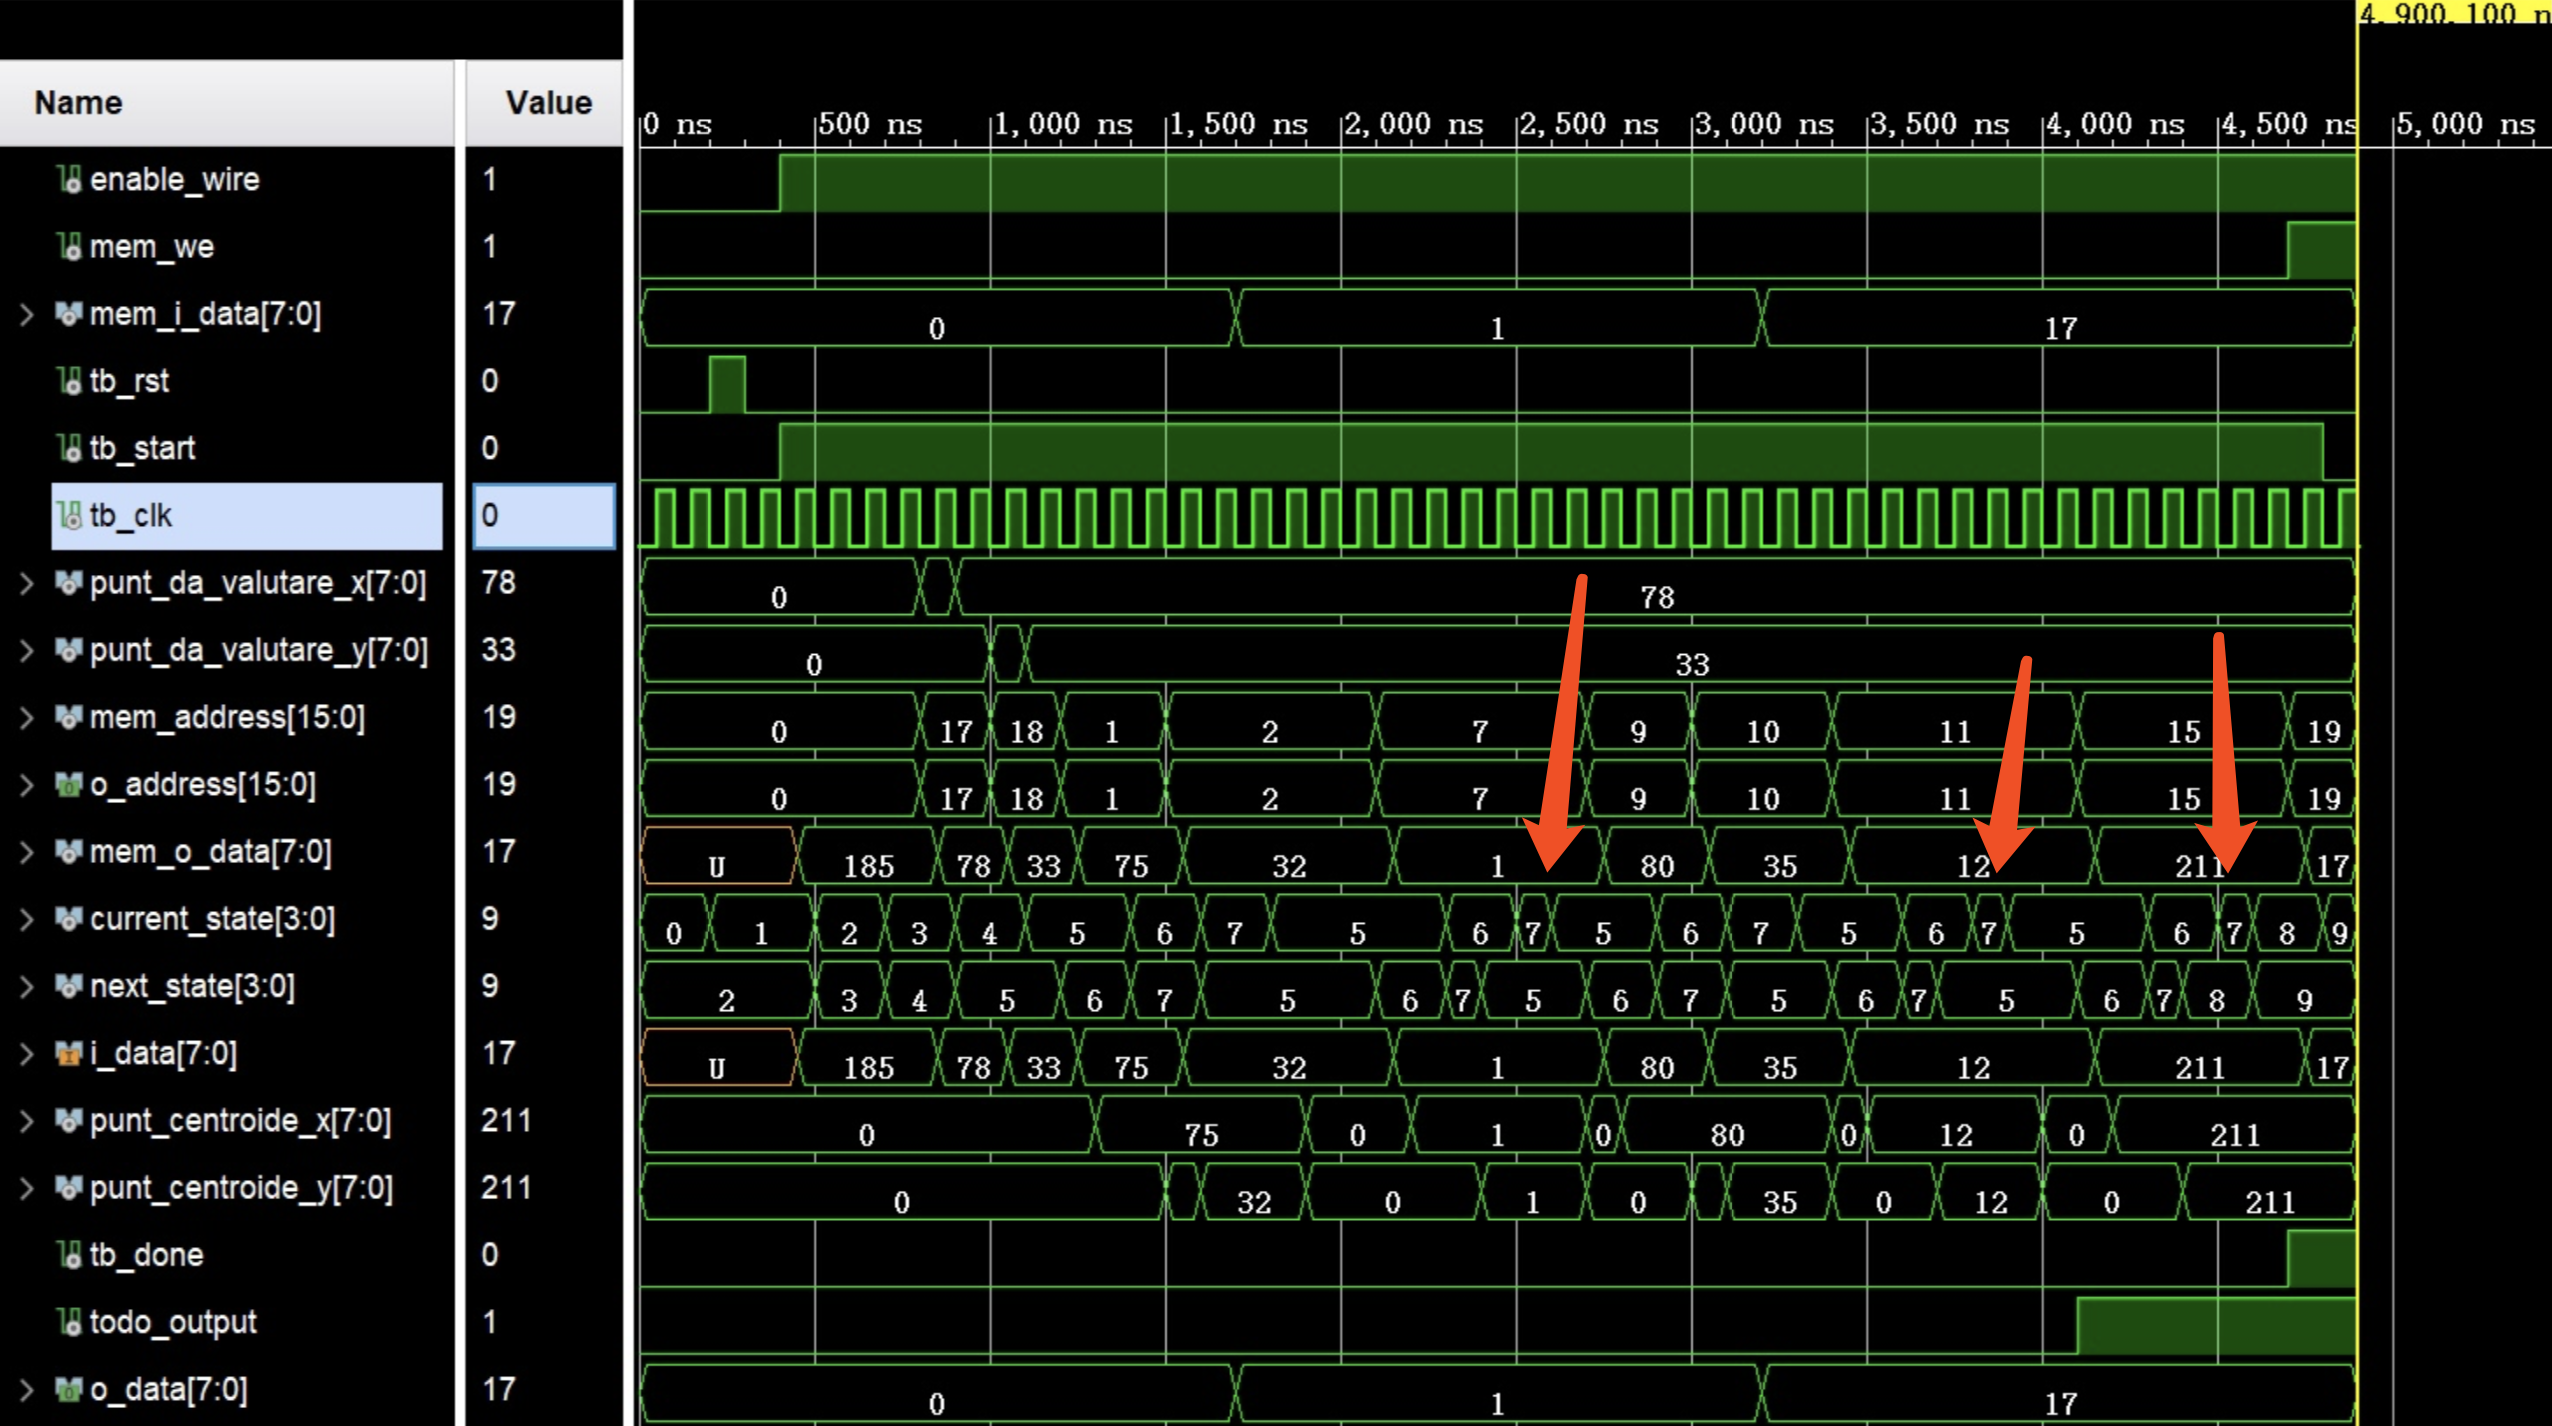 4,900,100 n
Name Value
0 ns 500 ns 1,000 ns 1,500 ns 2,000 ns 2,500 ns 3,000 ns 3,500 ns 4,000 ns 4,500 ns 5,000 ns
enable_wire 1
mem_we 1
mem_i_data[7:0] 17 0 1 17
tb_rst 0
tb_start 0
tb_clk 0
punt_da_valutare_x[7:0] 78 0 78
punt_da_valutare_y[7:0] 33 0 33
mem_address[15:0] 19 0 17 18 1 2 7 9 10 11 15 19
o_address[15:0] 19 0 17 18 1 2 7 9 10 11 15 19
mem_o_data[7:0] 17 U 185 78 33 75 32 1 80 35 12 211 17
current_state[3:0] 9 0 1 2 3 4 5 6 7 5 6 7 5 6 7 5 6 7 5 6 7 8 9
next_state[3:0] 9 2 3 4 5 6 7 5 6 7 5 6 7 5 6 7 5 6 7 8 9
i_data[7:0] 17 U 185 78 33 75 32 1 80 35 12 211 17
punt_centroide_x[7:0] 211 0 75 0 1 0 80 0 12 0 211
punt_centroide_y[7:0] 211 0 32 0 1 0 35 0 12 0 211
tb_done 0
todo_output 1
o_data[7:0] 17 0 1 17